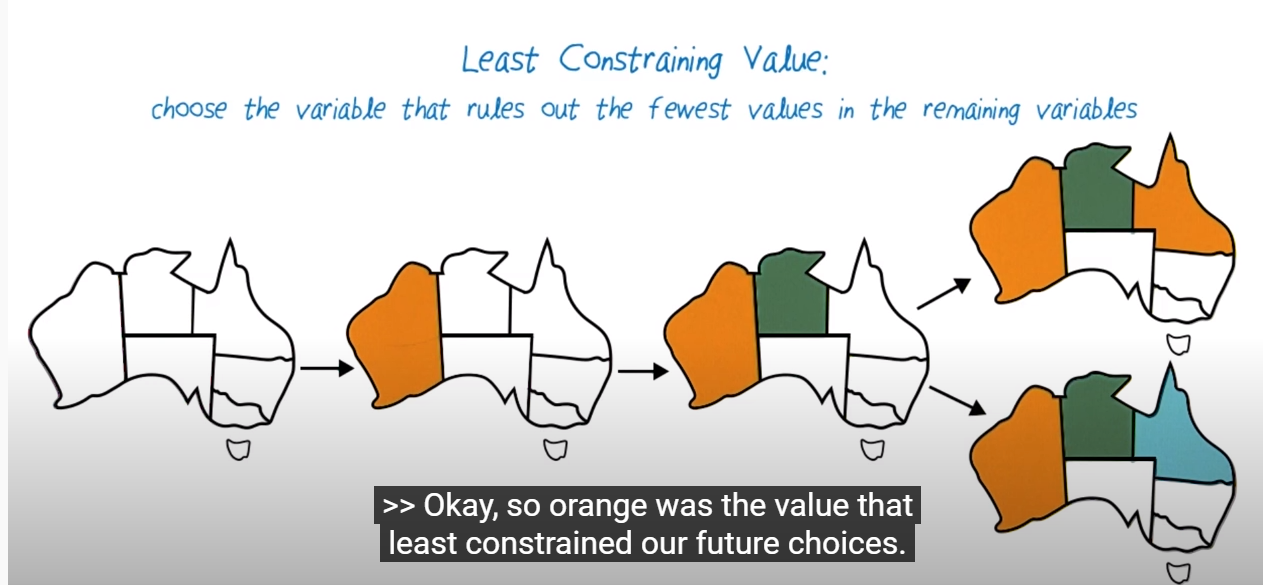 Least Constraining Value:
choose the variable that rules out the fewest values in the remaining variables
>> Okay, so orange was the value that
least constrained our future choices.